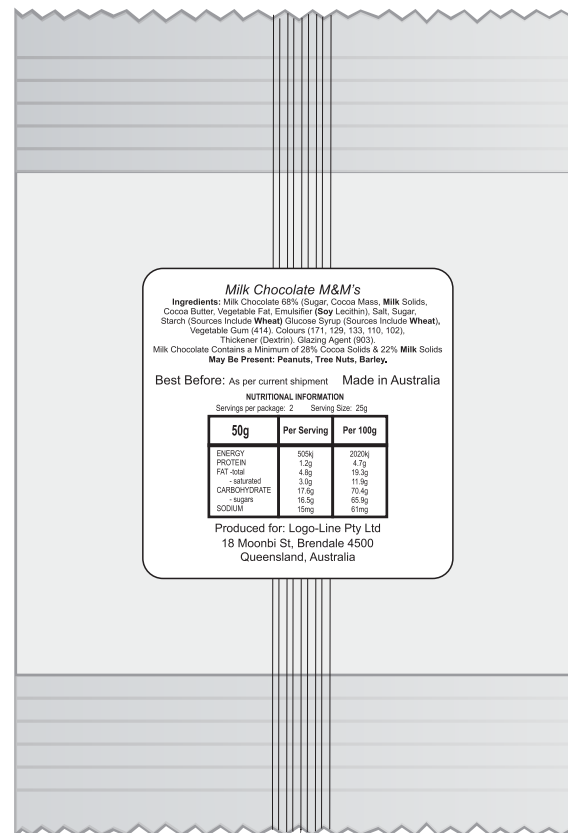 Milk Chocolate M&M's
Ingredients: Milk Chocolate 68% (Sugar, Cocoa Mass, Milk Solids,
Cocoa Butter, Vegetable Fat, Emulsifier (Soy Lecithin), Salt, Sugar,
Starch (Sources Include Wheat) Glucose Syrup (Sources Include Wheat),
Vegetable Gum (414). Colours (171, 129, 133, 110, 102),
Thickener (Dextrin). Glazing Agent (903).
Milk Chocolate Contains a Minimum of 28% Cocoa Solids & 22% Milk Solids
May Be Present: Peanuts, Tree Nuts, Barley.
Best Before: As per current shipment Made in Australia
NUTRITIONAL INFORMATION
Servings per package: 2 Serving Size: 25g
50g Per Serving Per 100g
ENERGY 505kj 2020kj
PROTEIN 1.2g 4.7g
FAT -total 4.8g 19.3g
- saturated 3.0g 11.9g
CARBOHYDRATE 17.6g 70.4g
- sugars 16.5g 65.9g
SODIUM 15mg 61mg
Produced for: Logo-Line Pty Ltd
18 Moonbi St, Brendale 4500
Queensland, Australia